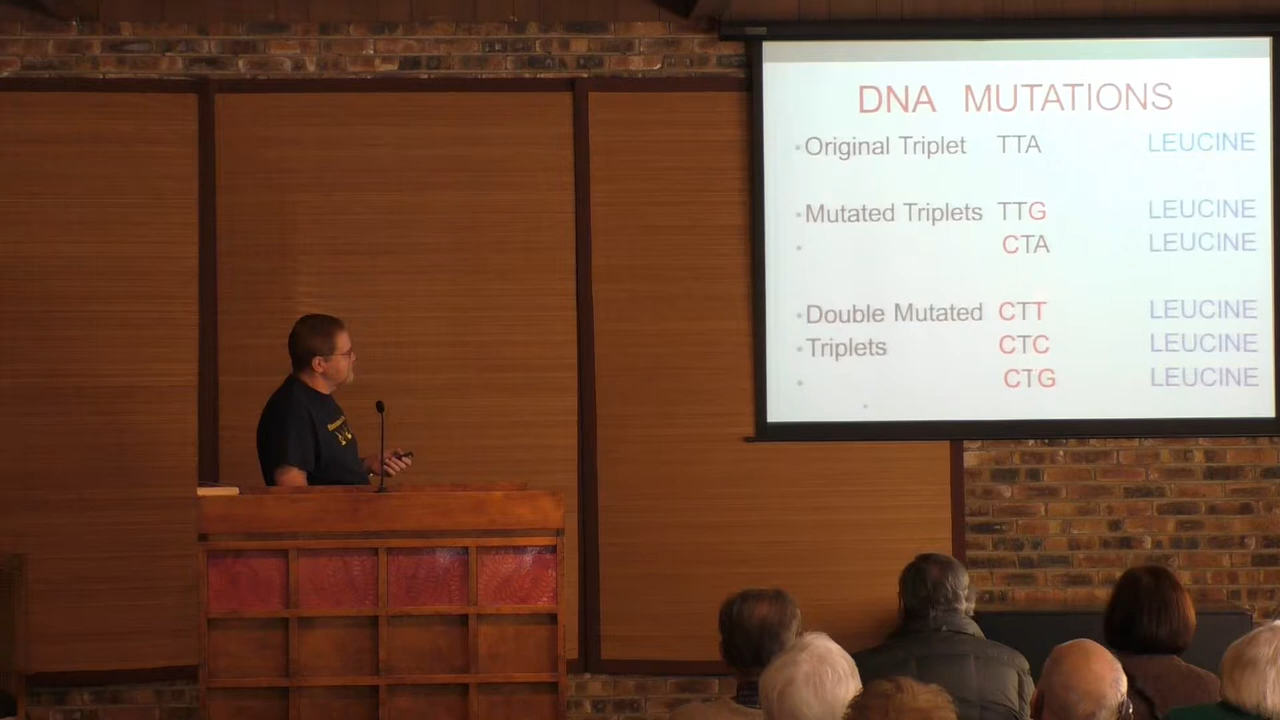 DNA MUTATIONS
• Original Triplet TTA LEUCINE
• Mutated Triplets TTG LEUCINE
• CTA LEUCINE
• Double Mutated CTT LEUCINE
• Triplets CTC LEUCINE
• CTG LEUCINE